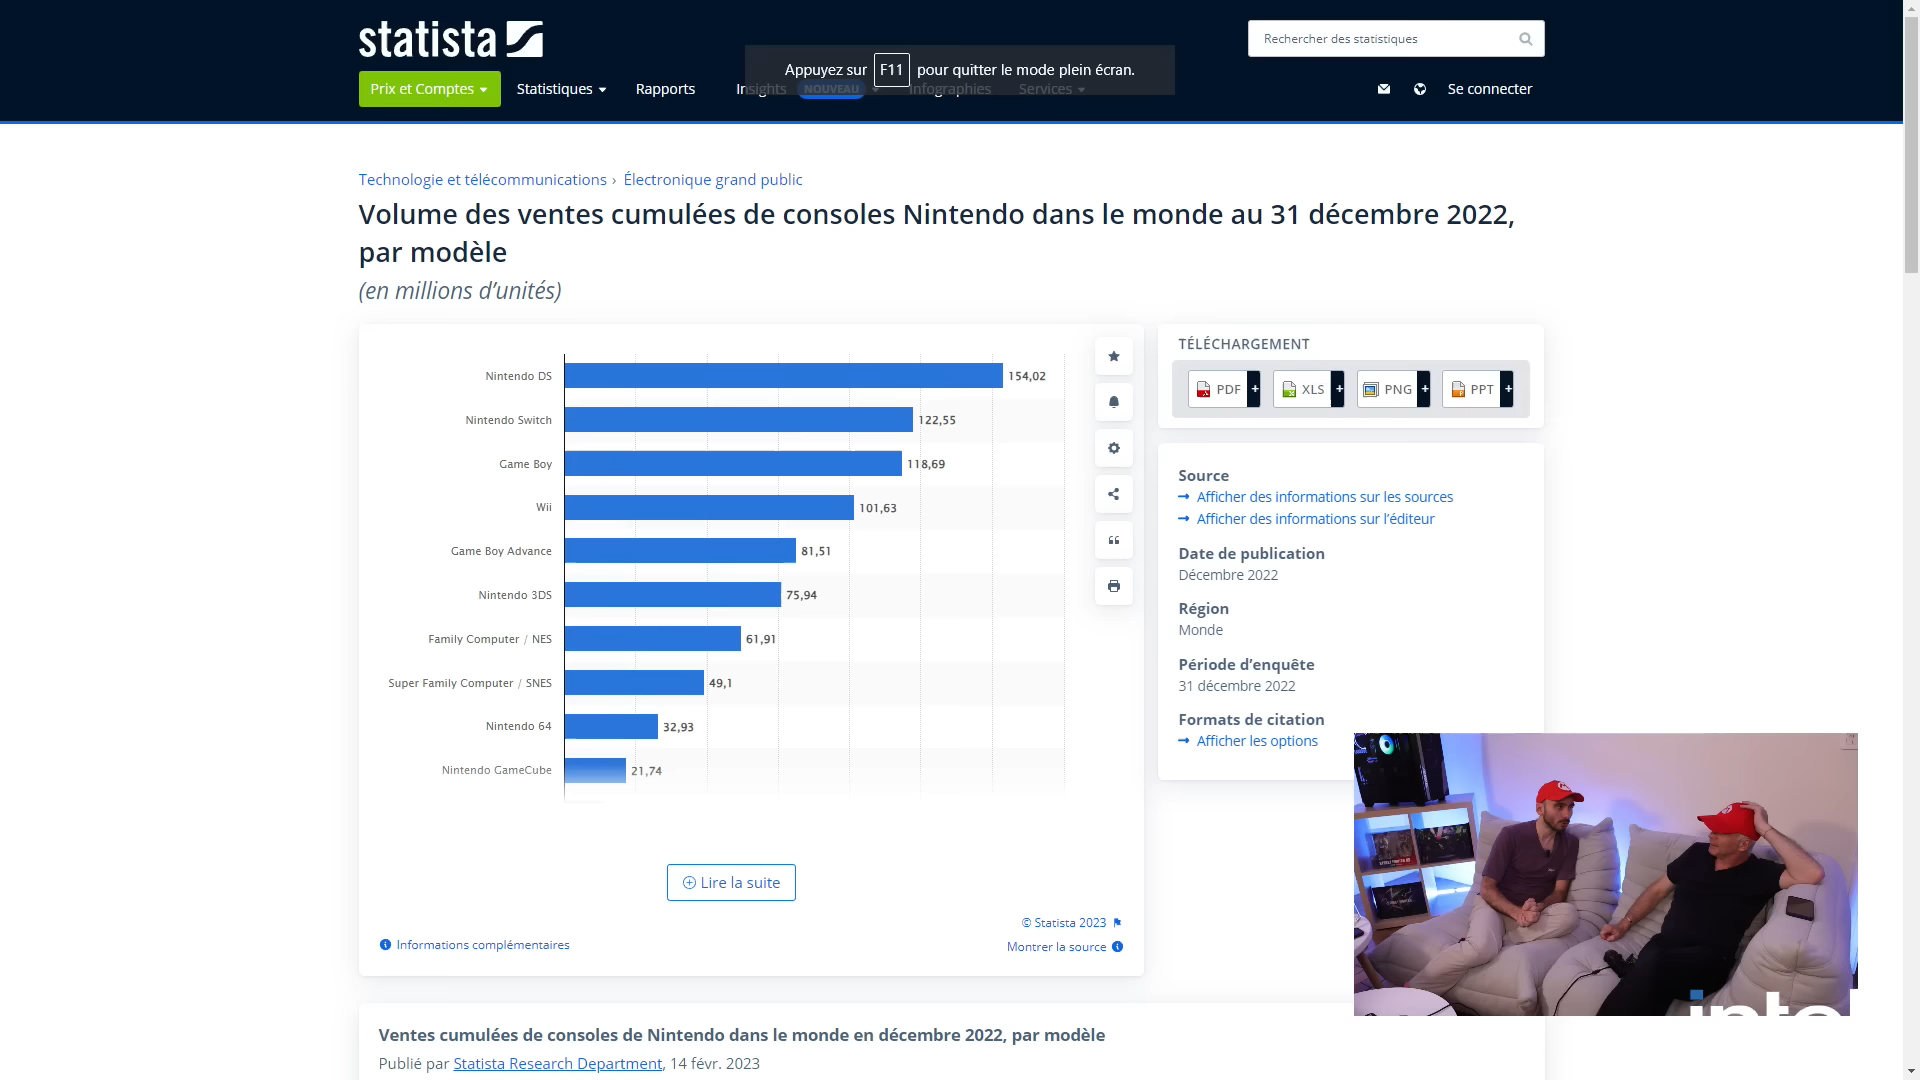 statista
Rechercher des statistiques
Appuyez sur F11 pour quitter le mode plein écran.
Prix et Comptes
Statistiques
Rapports
Insights
NOUVEAU
Infographies
Services
Se connecter
Technologie et télécommunications › Électronique grand public
Volume des ventes cumulées de consoles Nintendo dans le monde au 31 décembre 2022,
par modèle
(en millions d’unités)
Nintendo DS 154,02
Nintendo Switch 122,55
Game Boy 118,69
Wii 101,63
Game Boy Advance 81,51
Nintendo 3DS 75,94
Family Computer / NES 61,91
Super Family Computer / SNES 49,1
Nintendo 64 32,93
Nintendo GameCube 21,74
Lire la suite
© Statista 2023
Informations complémentaires
Montrer la source
TÉLÉCHARGEMENT
PDF + XLS + PNG + PPT +
Source
Afficher des informations sur les sources
Afficher des informations sur l’éditeur
Date de publication
Décembre 2022
Région
Monde
Période d’enquête
31 décembre 2022
Formats de citation
Afficher les options
Ventes cumulées de consoles de Nintendo dans le monde en décembre 2022, par modèle
Publié par Statista Research Department, 14 févr. 2023